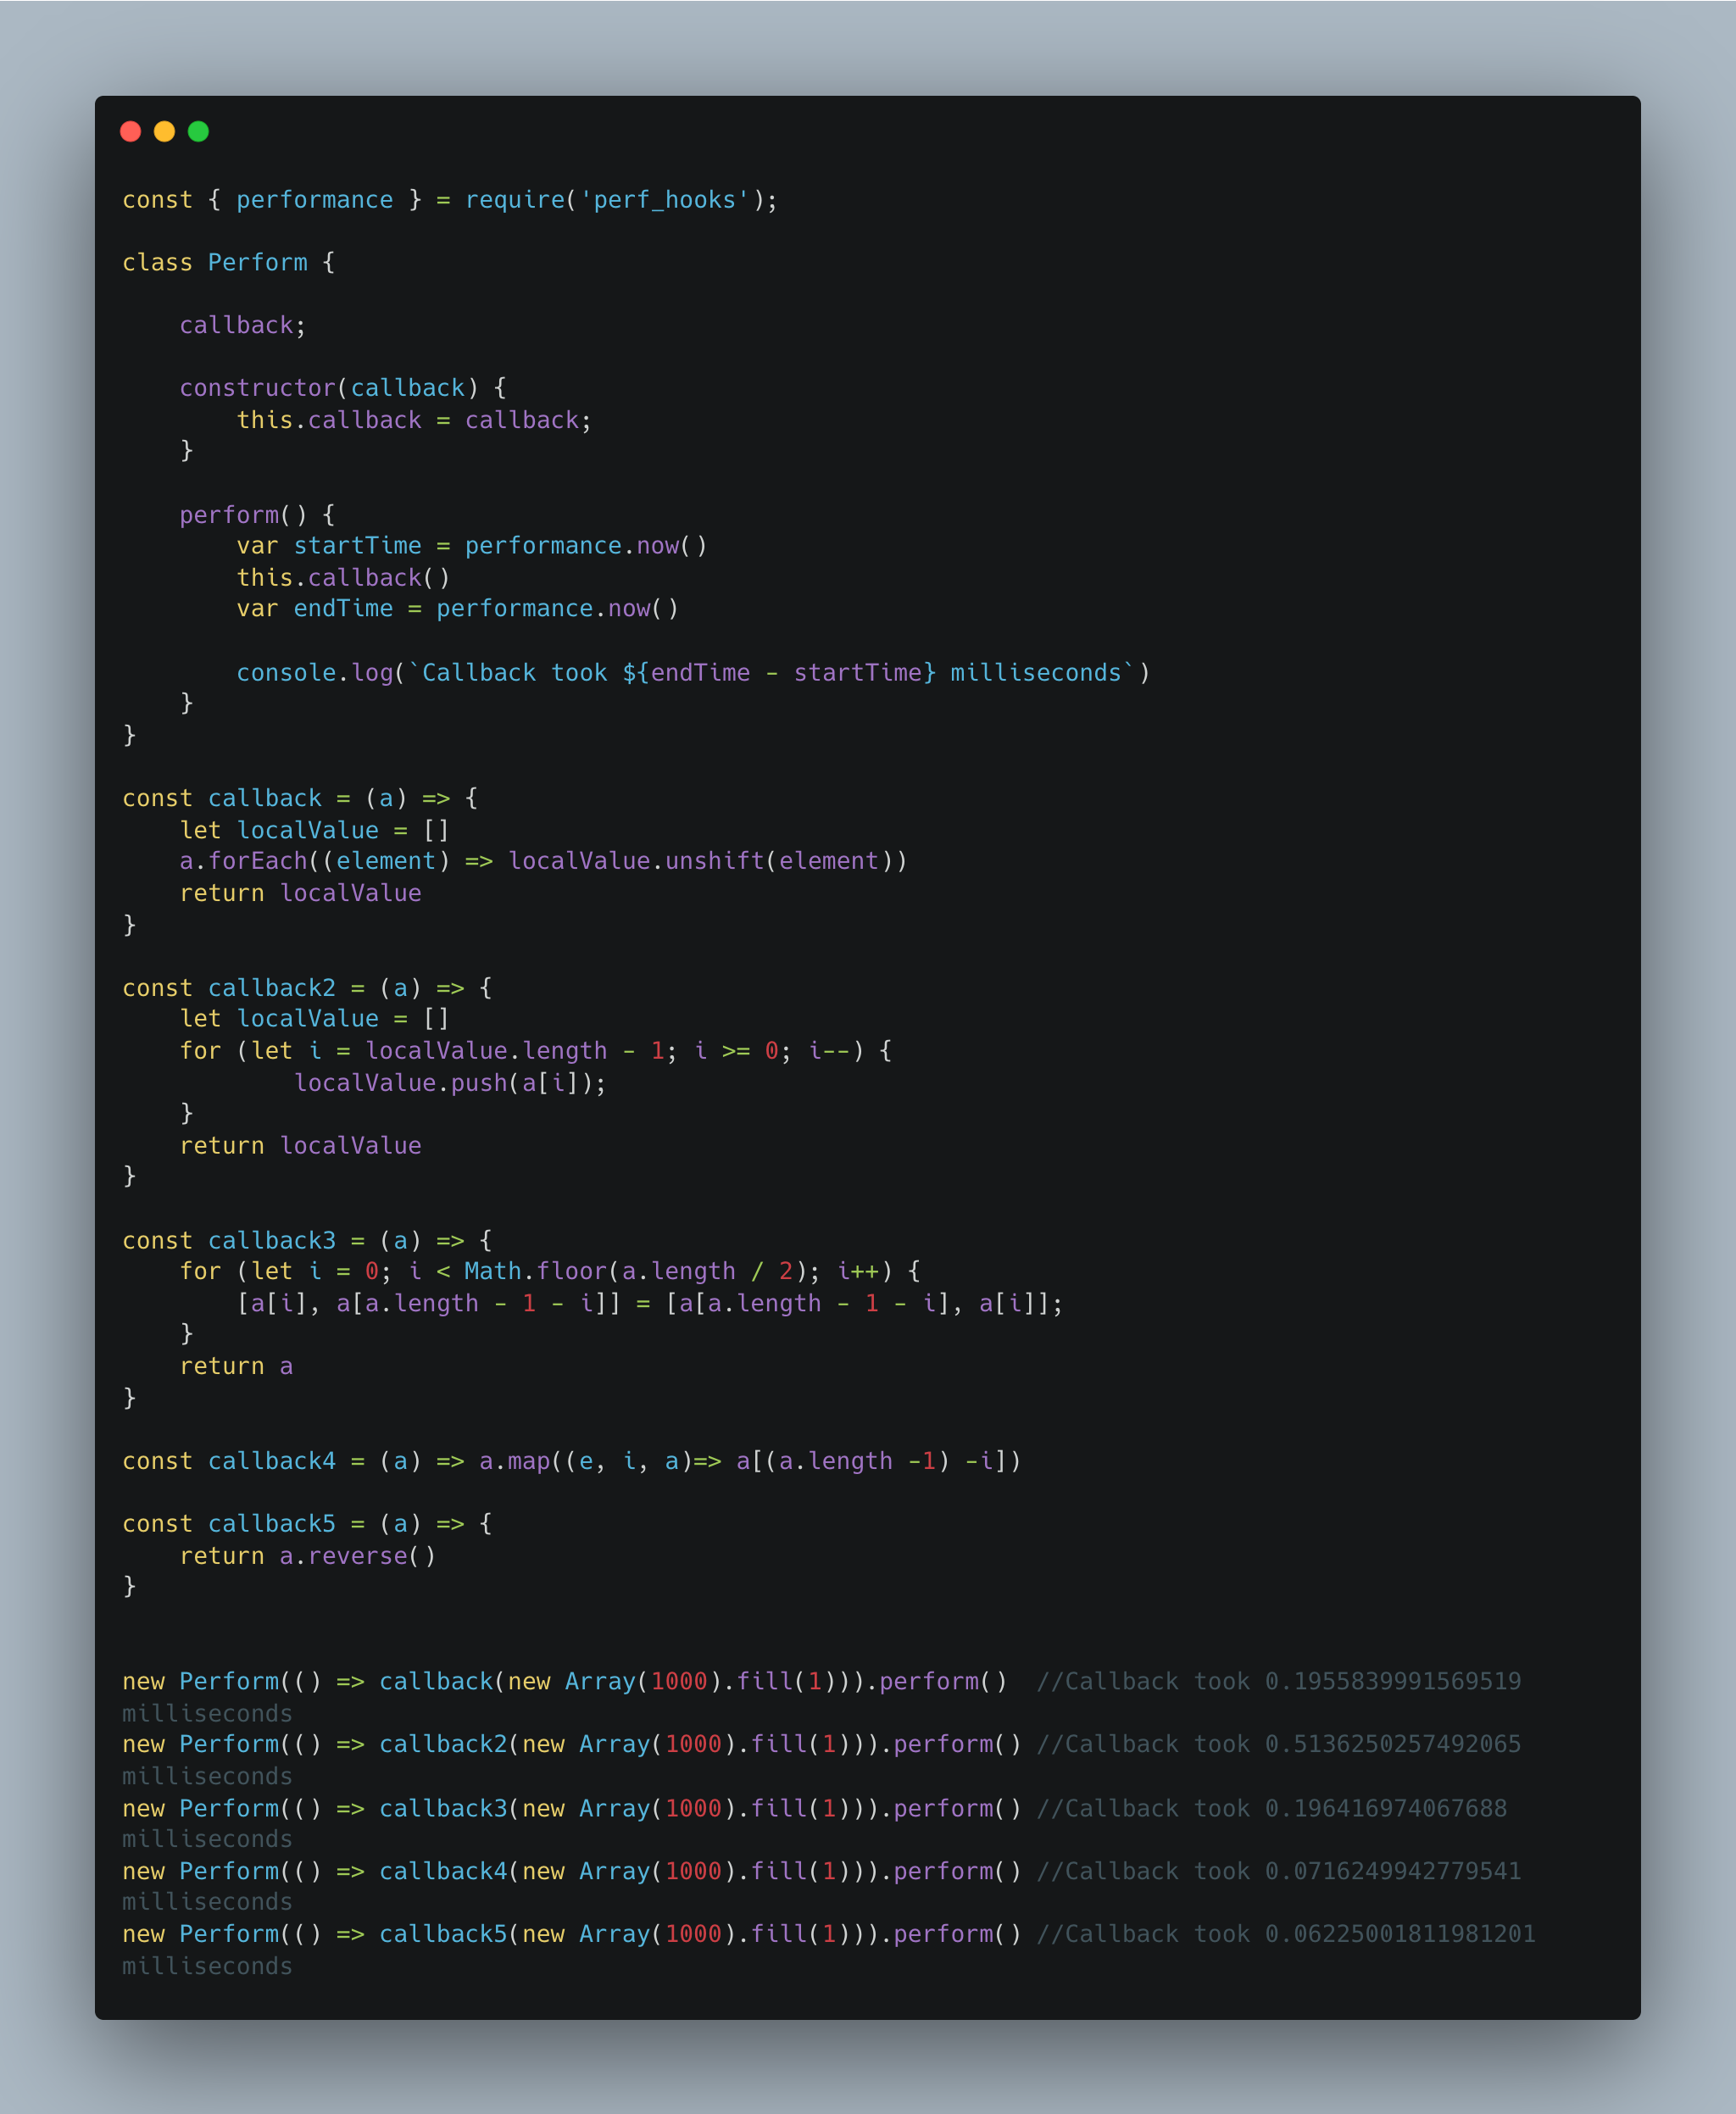 const { performance } = require('perf_hooks');

class Perform {

    callback;

    constructor(callback) {
        this.callback = callback;
    }

    perform() {
        var startTime = performance.now()
        this.callback()
        var endTime = performance.now()

        console.log(`Callback took ${endTime - startTime} milliseconds`)
    }
}

const callback = (a) => {
    let localValue = []
    a.forEach((element) => localValue.unshift(element))
    return localValue
}

const callback2 = (a) => {
    let localValue = []
    for (let i = localValue.length - 1; i >= 0; i--) {
            localValue.push(a[i]);
    }
    return localValue
}

const callback3 = (a) => {
    for (let i = 0; i < Math.floor(a.length / 2); i++) {
        [a[i], a[a.length - 1 - i]] = [a[a.length - 1 - i], a[i]];
    }
    return a
}

const callback4 = (a) => a.map((e, i, a)=> a[(a.length -1) -i])

const callback5 = (a) => {
    return a.reverse()
}


new Perform(() => callback(new Array(1000).fill(1))).perform()  //Callback took 0.1955839991569519
milliseconds
new Perform(() => callback2(new Array(1000).fill(1))).perform() //Callback took 0.5136250257492065
milliseconds
new Perform(() => callback3(new Array(1000).fill(1))).perform() //Callback took 0.196416974067688
milliseconds
new Perform(() => callback4(new Array(1000).fill(1))).perform() //Callback took 0.0716249942779541
milliseconds
new Perform(() => callback5(new Array(1000).fill(1))).perform() //Callback took 0.06225001811981201
milliseconds